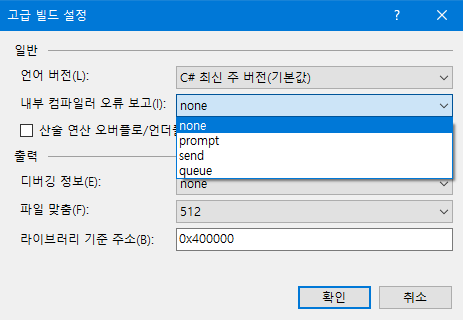 고급 빌드 설정
일반
언어 버전(L):
C# 최신 주 버전(기본값)
내부 컴파일러 오류 보고(I):
none
none
prompt
send
queue
산술 연산 오버플로/언더
출력
디버깅 정보(E):
none
파일 맞춤(F):
512
라이브러리 기준 주소(B):
0x400000
확인
취소